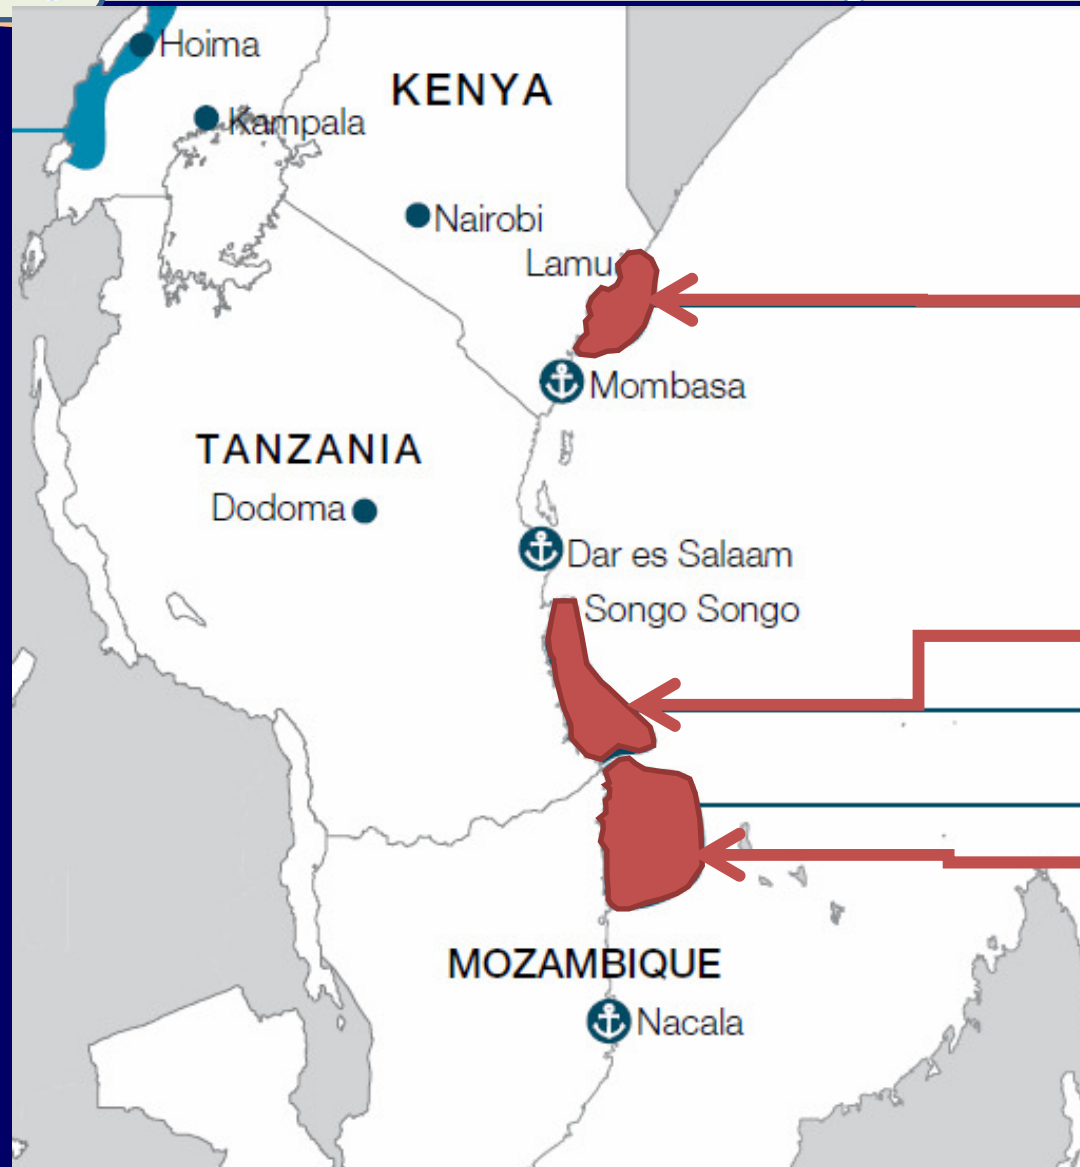 Hoima
KENYA
Kampala
Nairobi
Lamu
Mombasa
TANZANIA
Dodoma
Dar es Salaam
Songo Songo
MOZAMBIQUE
Nacala